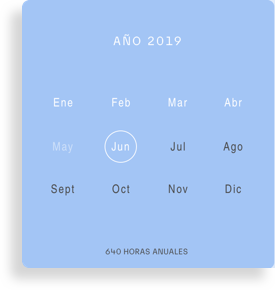 AÑO 2019
Ene Feb Mar Abr
May Jun Jul Ago
Sept Oct Nov Dic
640 HORAS ANUALES